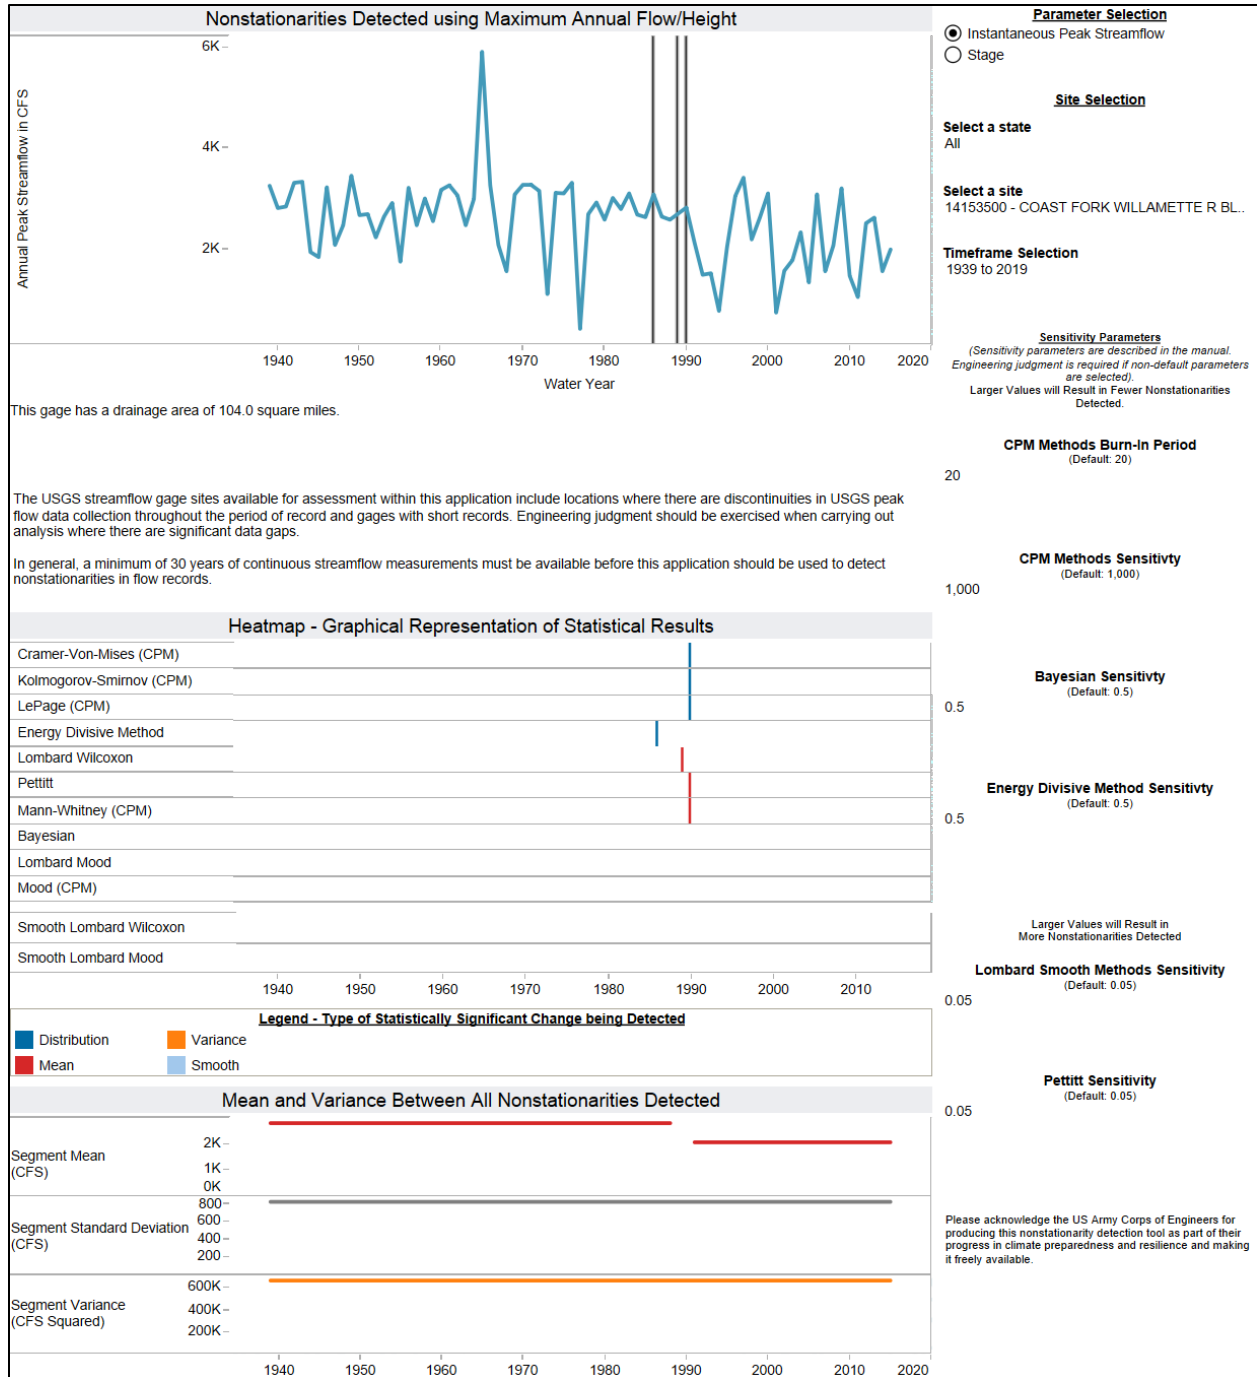 Nonstationarities Detected using Maximum Annual Flow/Height
Annual Peak Streamflow in CFS
6K
4K
2K
1940 1950 1960 1970 1980 1990 2000 2010 2020
Water Year
This gage has a drainage area of 104.0 square miles.
The USGS streamflow gage sites available for assessment within this application include locations where there are discontinuities in USGS peak
flow data collection throughout the period of record and gages with short records. Engineering judgment should be exercised when carrying out
analysis where there are significant data gaps.
In general, a minimum of 30 years of continuous streamflow measurements must be available before this application should be used to detect
nonstationarities in flow records.
Heatmap - Graphical Representation of Statistical Results
Cramer-Von-Mises (CPM)
Kolmogorov-Smirnov (CPM)
LePage (CPM)
Energy Divisive Method
Lombard Wilcoxon
Pettitt
Mann-Whitney (CPM)
Bayesian
Lombard Mood
Mood (CPM)
Smooth Lombard Wilcoxon
Smooth Lombard Mood
1940 1950 1960 1970 1980 1990 2000 2010
Legend - Type of Statistically Significant Change being Detected
Distribution
Variance
Mean
Smooth
Mean and Variance Between All Nonstationarities Detected
Segment Mean
(CFS)
2K
1K
0K
Segment Standard Deviation
(CFS)
800
600
400
200
Segment Variance
(CFS Squared)
600K
400K
200K
1940 1950 1960 1970 1980 1990 2000 2010 2020
Parameter Selection
Instantaneous Peak Streamflow
Stage
Site Selection
Select a state
All
Select a site
14153500 - COAST FORK WILLAMETTE R BL..
Timeframe Selection
1939 to 2019
Sensitivity Parameters
(Sensitivity parameters are described in the manual.
Engineering judgment is required if non-default parameters
are selected).
Larger Values will Result in Fewer Nonstationarities
Detected.
CPM Methods Burn-In Period
(Default: 20)
20
CPM Methods Sensitivty
(Default: 1,000)
1,000
Bayesian Sensitivty
(Default: 0.5)
0.5
Energy Divisive Method Sensitivty
(Default: 0.5)
0.5
Larger Values will Result in
More Nonstationarities Detected
Lombard Smooth Methods Sensitivity
(Default: 0.05)
0.05
Pettitt Sensitivity
(Default: 0.05)
0.05
Please acknowledge the US Army Corps of Engineers for
producing this nonstationarity detection tool as part of their
progress in climate preparedness and resilience and making
it freely available.